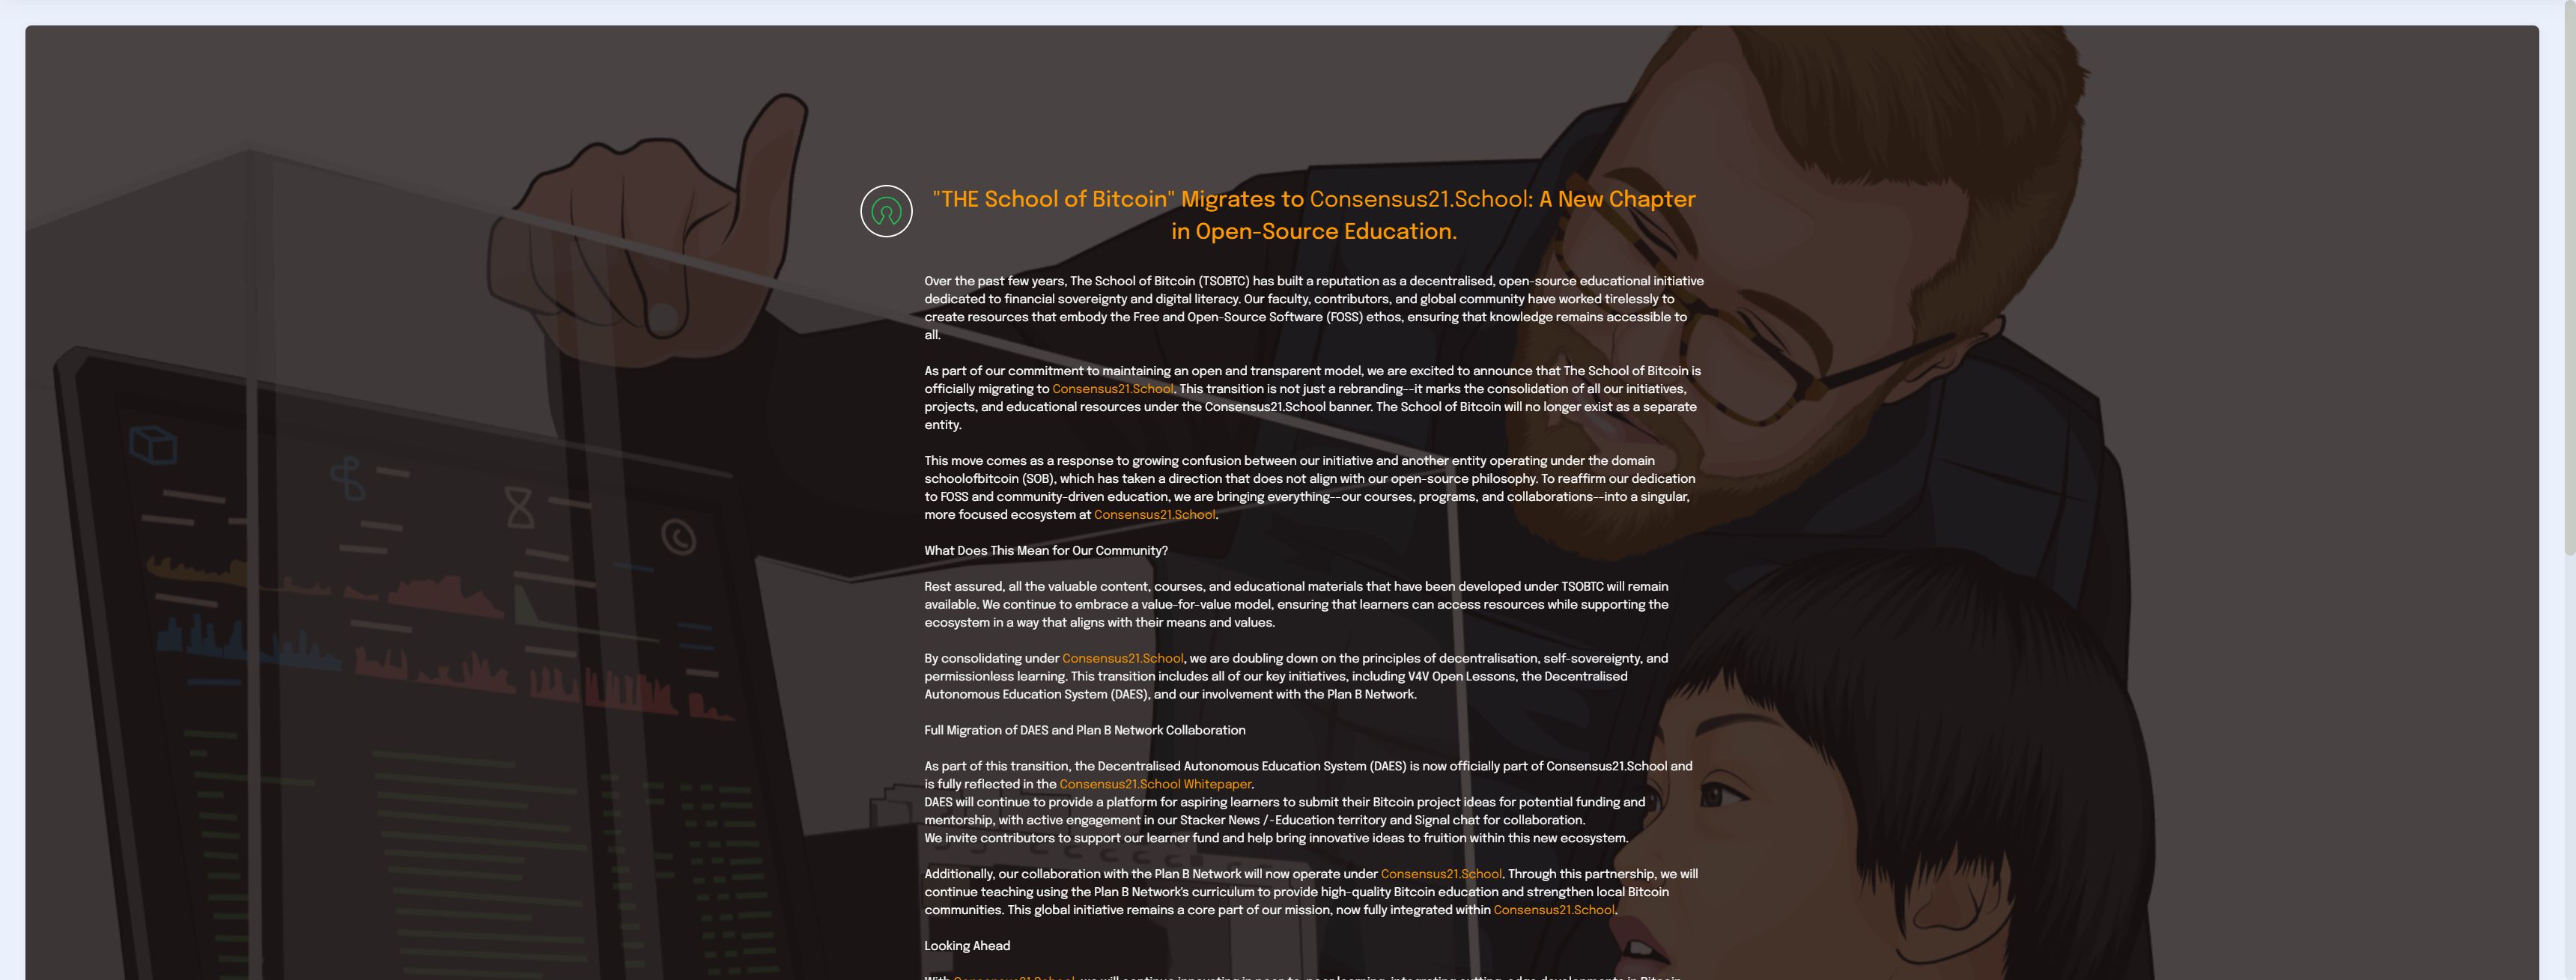 "THE School of Bitcoin" Migrates to Consensus21.School: A New Chapter
in Open-Source Education.
Over the past few years, The School of Bitcoin (TSOBTC) has built a reputation as a decentralised, open-source educational initiative
dedicated to financial sovereignty and digital literacy. Our faculty, contributors, and global community have worked tirelessly to
create resources that embody the Free and Open-Source Software (FOSS) ethos, ensuring that knowledge remains accessible to
all.
As part of our commitment to maintaining an open and transparent model, we are excited to announce that The School of Bitcoin is
officially migrating to Consensus21.School. This transition is not just a rebranding--it marks the consolidation of all our initiatives,
projects, and educational resources under the Consensus21.School banner. The School of Bitcoin will no longer exist as a separate
entity.
This move comes as a response to growing confusion between our initiative and another entity operating under the domain
schoolofbitcoin (SOB), which has taken a direction that does not align with our open-source philosophy. To reaffirm our dedication
to FOSS and community-driven education, we are bringing everything--our courses, programs, and collaborations--into a singular,
more focused ecosystem at Consensus21.School.
What Does This Mean for Our Community?
Rest assured, all the valuable content, courses, and educational materials that have been developed under TSOBTC will remain
available. We continue to embrace a value-for-value model, ensuring that learners can access resources while supporting the
ecosystem in a way that aligns with their means and values.
By consolidating under Consensus21.School, we are doubling down on the principles of decentralisation, self-sovereignty, and
permissionless learning. This transition includes all of our key initiatives, including V4V Open Lessons, the Decentralised
Autonomous Education System (DAES), and our involvement with the Plan B Network.
Full Migration of DAES and Plan B Network Collaboration
As part of this transition, the Decentralised Autonomous Education System (DAES) is now officially part of Consensus21.School and
is fully reflected in the Consensus21.School Whitepaper.
DAES will continue to provide a platform for aspiring learners to submit their Bitcoin project ideas for potential funding and
mentorship, with active engagement in our Stacker News /~Education territory and Signal chat for collaboration.
We invite contributors to support our learner fund and help bring innovative ideas to fruition within this new ecosystem.
Additionally, our collaboration with the Plan B Network will now operate under Consensus21.School. Through this partnership, we will
continue teaching using the Plan B Network's curriculum to provide high-quality Bitcoin education and strengthen local Bitcoin
communities. This global initiative remains a core part of our mission, now fully integrated within Consensus21.School.
Looking Ahead